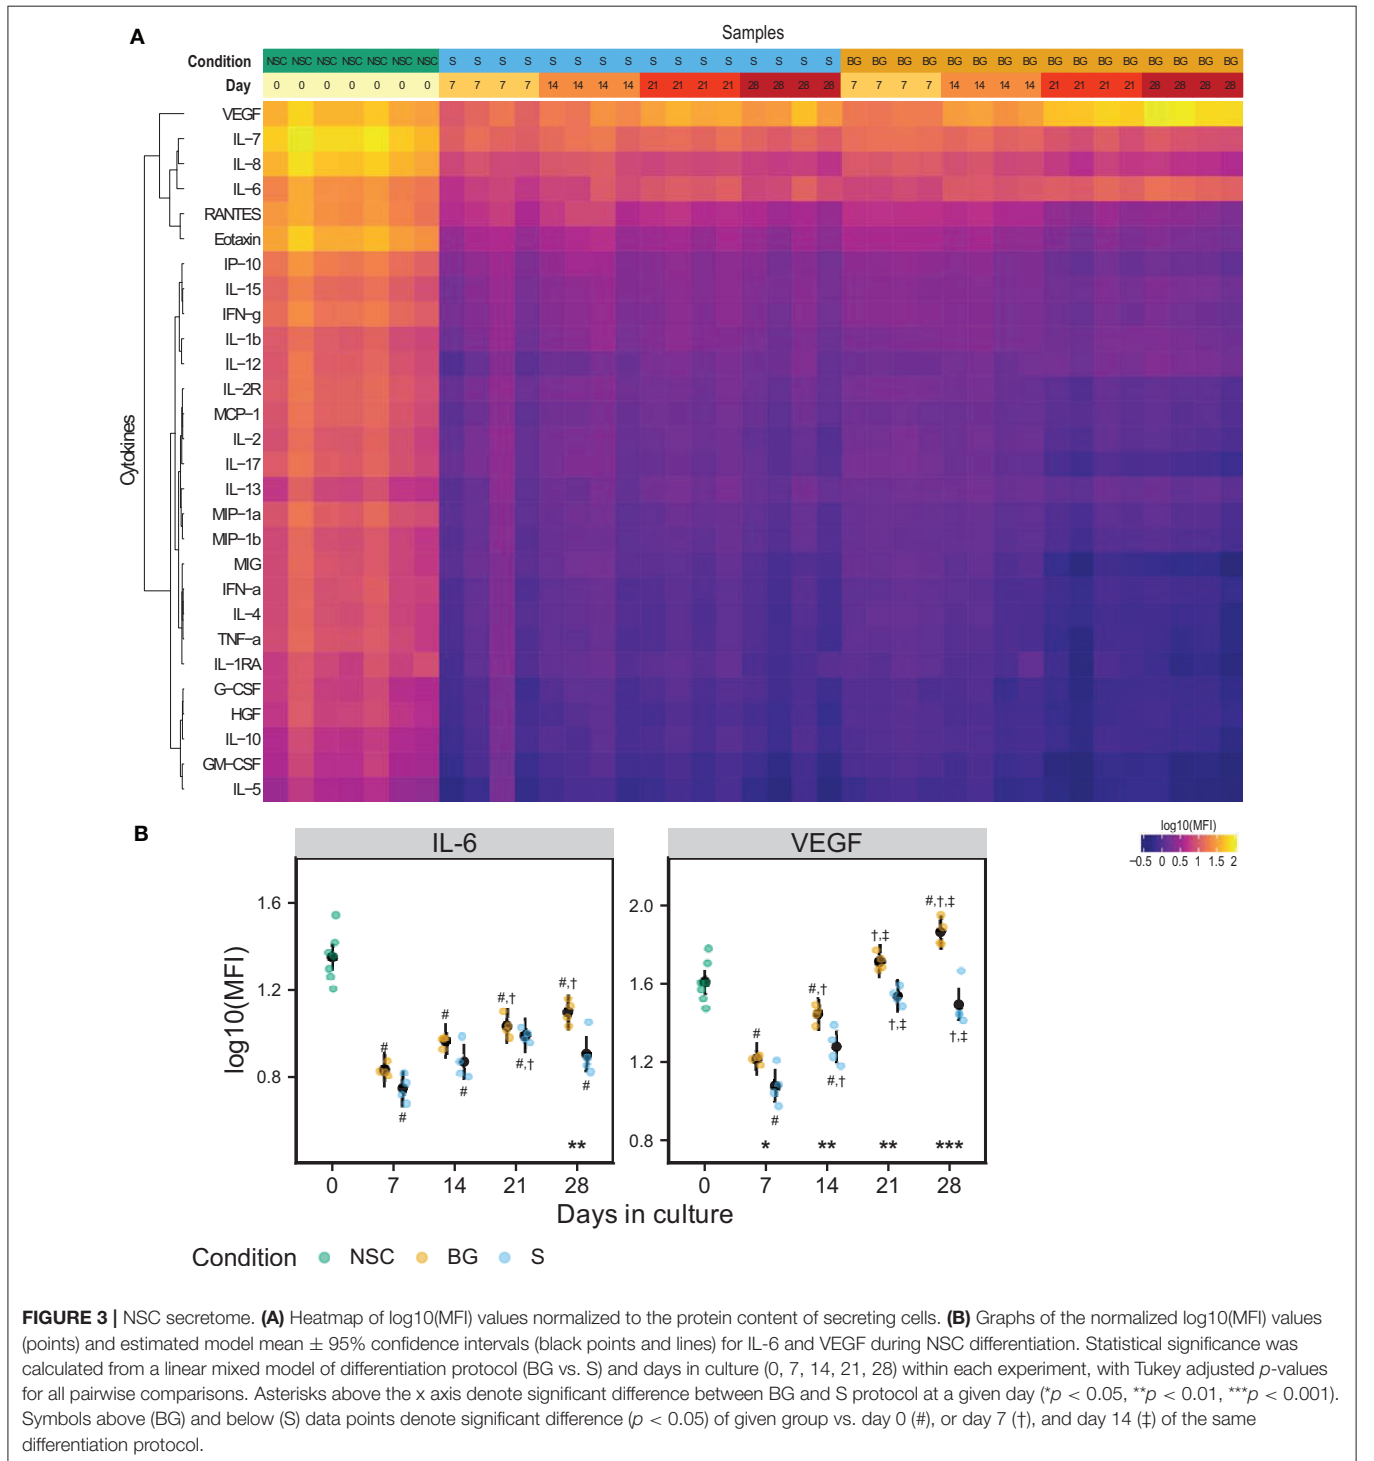 A
Samples
Condition NSC NSC NSC NSC NSC NSC NSC S S S S S S S S S S S S S S S S BG BG BG BG BG BG BG BG BG BG BG BG BG BG BG BG
Day 0 0 0 0 0 0 0 7 7 7 7 14 14 14 14 21 21 21 21 28 28 28 28 7 7 7 7 14 14 14 14 21 21 21 21 28 28 28 28
Cytokines
VEGF
IL−7
IL−8
IL−6
RANTES
Eotaxin
IP−10
IL−15
IFN−g
IL−1b
IL−12
IL−2R
MCP−1
IL−2
IL−17
IL−13
MIP−1a
MIP−1b
MIG
IFN−a
IL−4
TNF−a
IL−1RA
G−CSF
HGF
IL−10
GM−CSF
IL−5
log10(MFI)
−0.5 0 0.5 1 1.5 2
B
IL-6
VEGF
log10(MFI)
1.6
1.2
0.8
# # # # #,† #,† #,† #
**
0 7 14 21 28
2.0
1.6
1.2
0.8
# # #,† #,† †,‡ †,‡ #,†,‡ †,‡
* ** ** ***
0 7 14 21 28
Days in culture
Condition NSC BG S
FIGURE 3 | NSC secretome. (A) Heatmap of log10(MFI) values normalized to the protein content of secreting cells. (B) Graphs of the normalized log10(MFI) values
(points) and estimated model mean ± 95% confidence intervals (black points and lines) for IL-6 and VEGF during NSC differentiation. Statistical significance was
calculated from a linear mixed model of differentiation protocol (BG vs. S) and days in culture (0, 7, 14, 21, 28) within each experiment, with Tukey adjusted p-values
for all pairwise comparisons. Asterisks above the x axis denote significant difference between BG and S protocol at a given day (*p < 0.05, **p < 0.01, ***p < 0.001).
Symbols above (BG) and below (S) data points denote significant difference (p < 0.05) of given group vs. day 0 (#), or day 7 (†), and day 14 (‡) of the same
differentiation protocol.